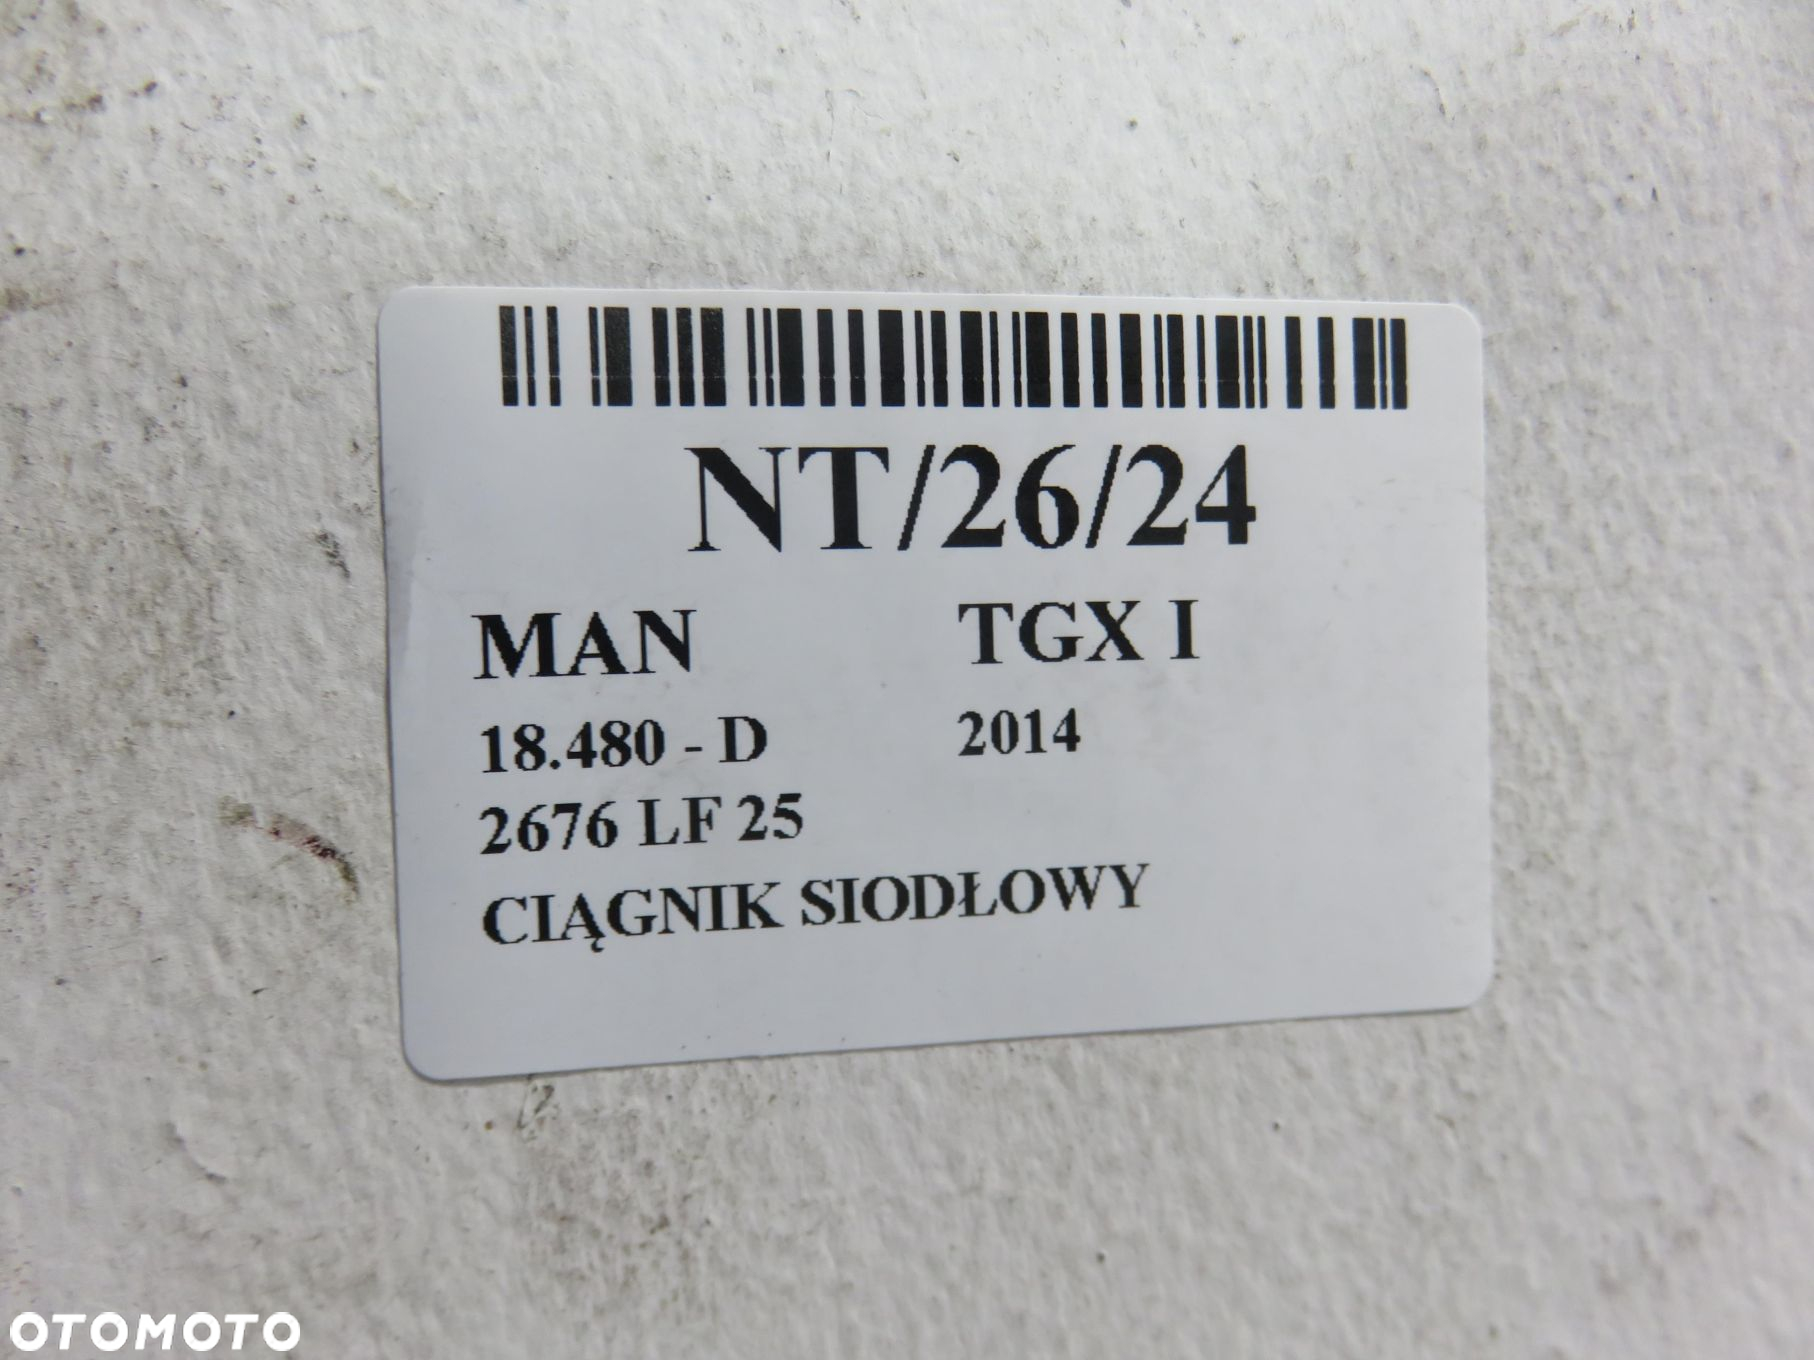 NT/26/24
MAN TGX I
18.480 - D 2014
2676 LF 25
CIĄGNIK SIODŁOWY
OTOMOTO